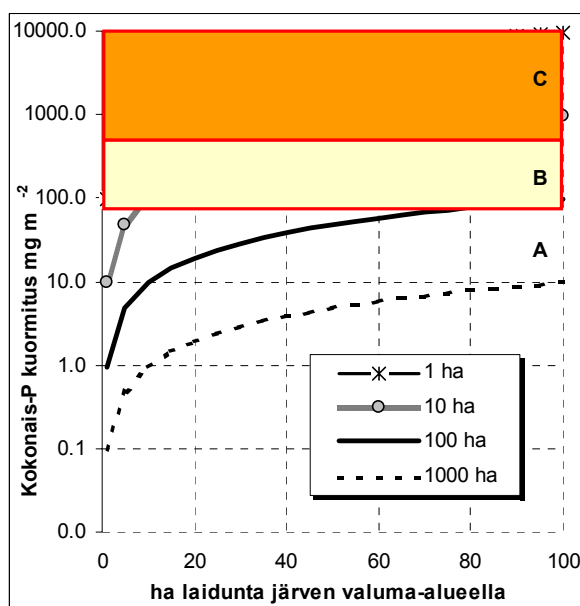 Kokonais-P kuormitus mg m -2
10000.0
1000.0
100.0
10.0
1.0
0.1
0.0
C
B
A
1 ha
10 ha
100 ha
1000 ha
0 20 40 60 80 100
ha laidunta järven valuma-alueella